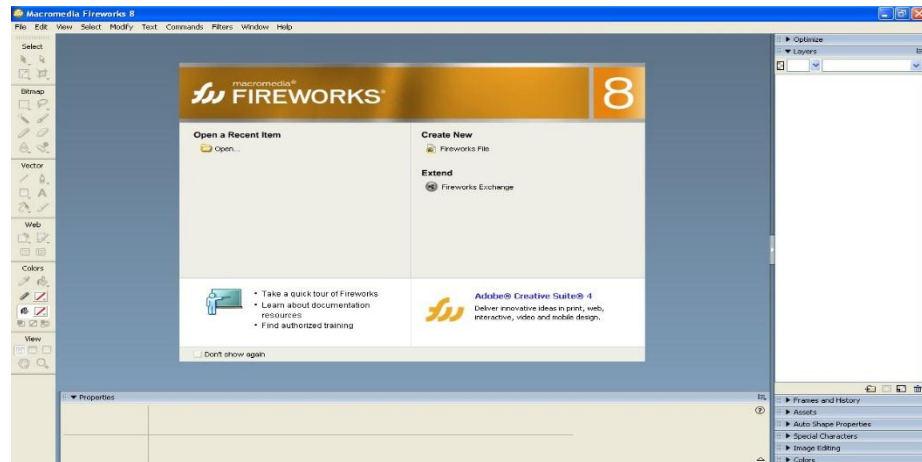 Macromedia Fireworks 8
File Edit View Select Modify Text Commands Filters Window Help
Select
Bitmap
Vector
Web
Colors
View
macromedia®
FIREWORKS®
8
Open a Recent Item
Open...
Create New
Fireworks File
Extend
Fireworks Exchange
• Take a quick tour of Fireworks
• Learn about documentation
resources
• Find authorized training
Adobe® Creative Suite® 4
Deliver innovative ideas in print, web,
interactive, video and mobile design.
Don't show again
Properties
Optimize
Layers
Frames and History
Assets
Auto Shape Properties
Special Characters
Image Editing
Colors